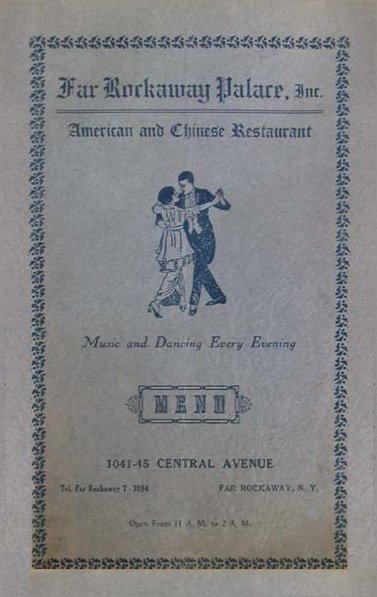 Far Rockaway Palace, Inc.
American and Chinese Restaurant
Music and Dancing Every Evening
MENU
1041-45 CENTRAL AVENUE
Tel. Far Rockaway 7-3194 FAR ROCKAWAY, N. Y.
Open From 11 A. M. to 2 A. M.